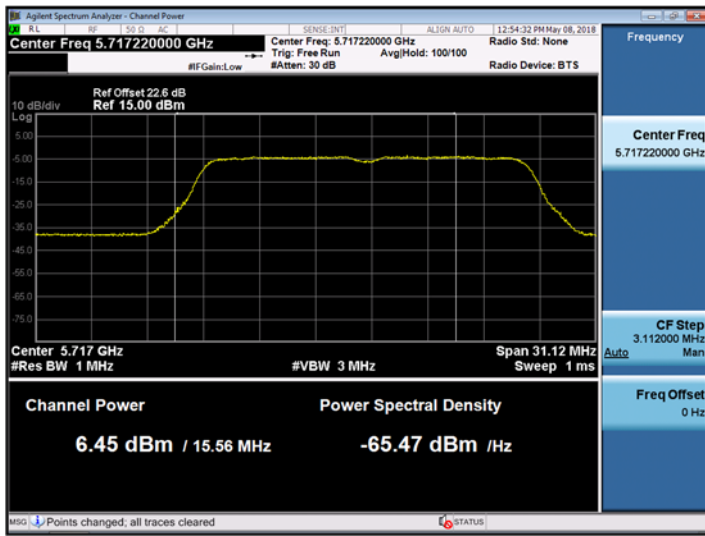 Agilent Spectrum Analyzer - Channel Power
RL RF 50 Ω AC SENSE:INT ALIGN AUTO 12:54:32 PM May 08, 2018
Center Freq 5.717220000 GHz
Center Freq: 5.717220000 GHz
Radio Std: None
Trig: Free Run
Avg|Hold: 100/100
#IFGain:Low
#Atten: 30 dB
Radio Device: BTS
Frequency
Ref Offset 22.6 dB
10 dB/div
Ref 15.00 dBm
Log
5.00
-5.00
-15.0
-25.0
-35.0
-45.0
-55.0
-65.0
-75.0
Center Freq
5.717220000 GHz
Center 5.717 GHz
Span 31.12 MHz
#Res BW 1 MHz
#VBW 3 MHz
Sweep 1 ms
CF Step
3.112000 MHz
Auto Man
Channel Power
Power Spectral Density
6.45 dBm / 15.56 MHz
-65.47 dBm /Hz
Freq Offset
0 Hz
MSG Points changed; all traces cleared
STATUS